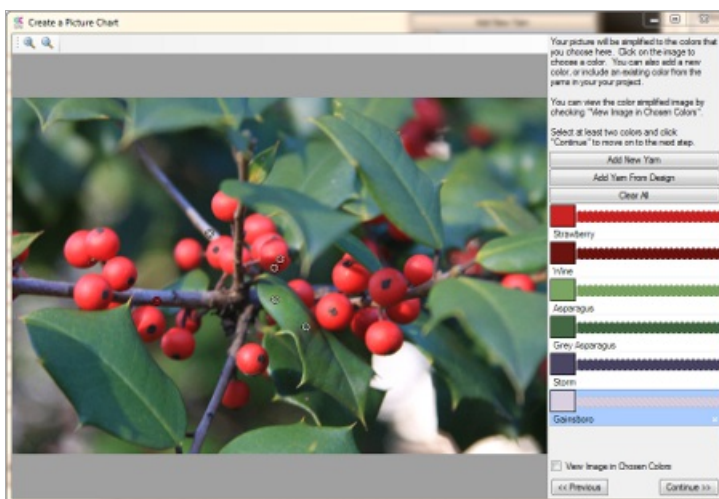 Create a Picture Chart
Add New Yarn
Your picture will be simplified to the colors that
you choose here. Click on the image to
choose a color. You can also add a new
color, or include an existing color from the
yarns in your your project.
You can view the color simplified image by
checking "View Image in Chosen Colors".
Select at least two colors and click
"Continue" to move on to the next step.
Add New Yarn
Add Yarn From Design
Clear All
Strawberry
Wine
Asparagus
Grey Asparagus
Storm
Gainsboro
View Image in Chosen Colors
<< Previous
Continue >>